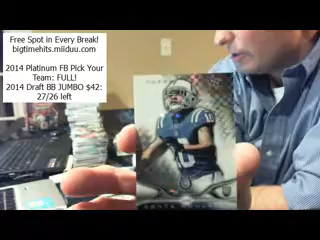 Free Spot in Every Break!
bigtimehits.miiduu.com
2014 Platinum FB Pick Your
Team: FULL!
2014 Draft BB JUMBO $42:
27/26 left